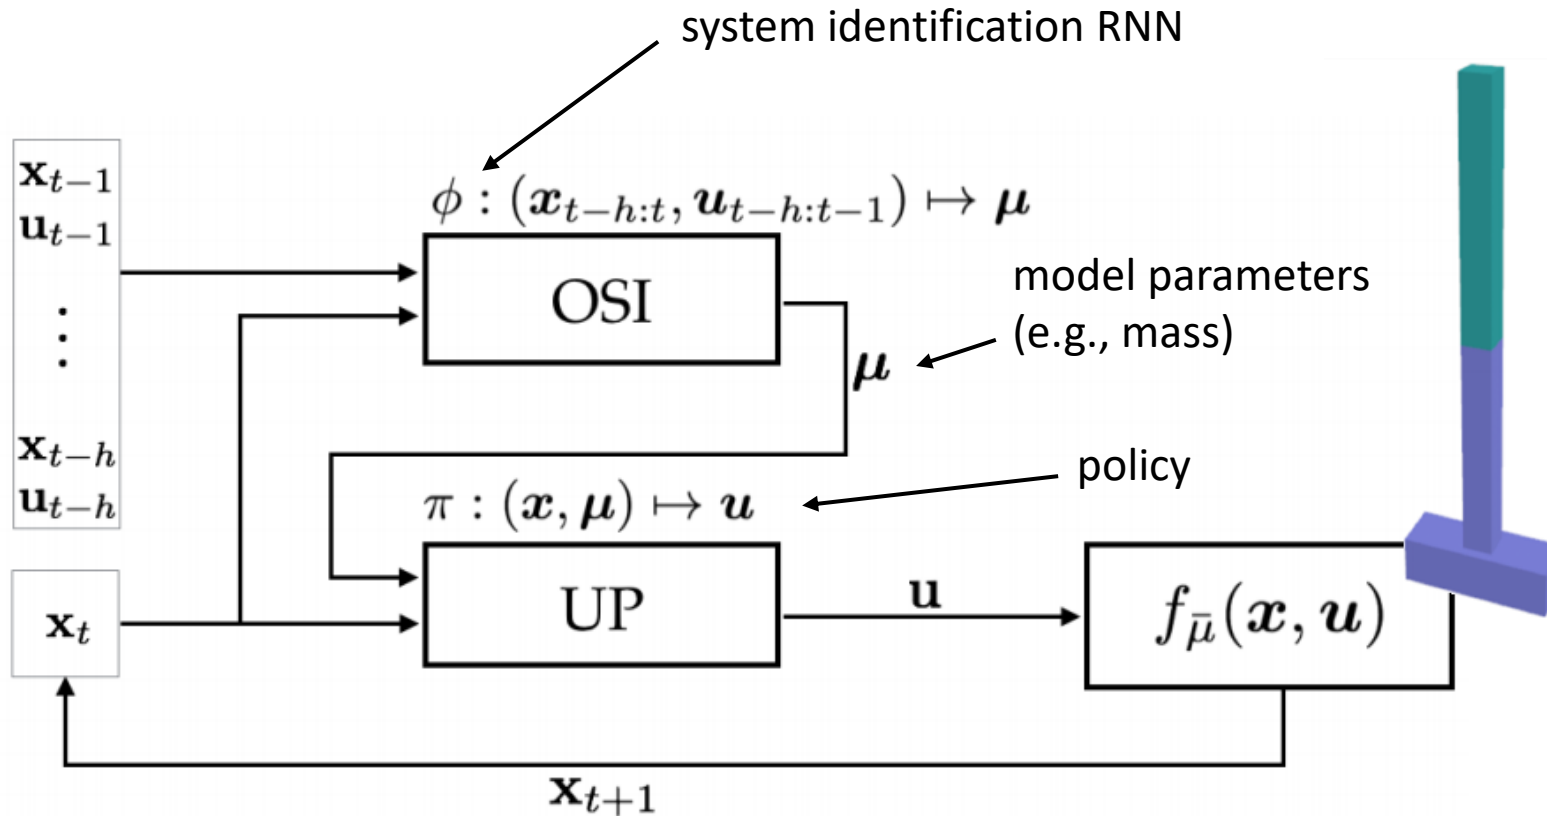 system identification RNN
x_{t−1}
u_{t−1}
⋮
x_{t−h}
u_{t−h}
ϕ : (x_{t−h:t}, u_{t−h:t−1}) ↦ μ
OSI
model parameters
(e.g., mass)
μ
policy
π : (x, μ) ↦ u
x_t
UP
u
f_{μ̄}(x, u)
x_{t+1}